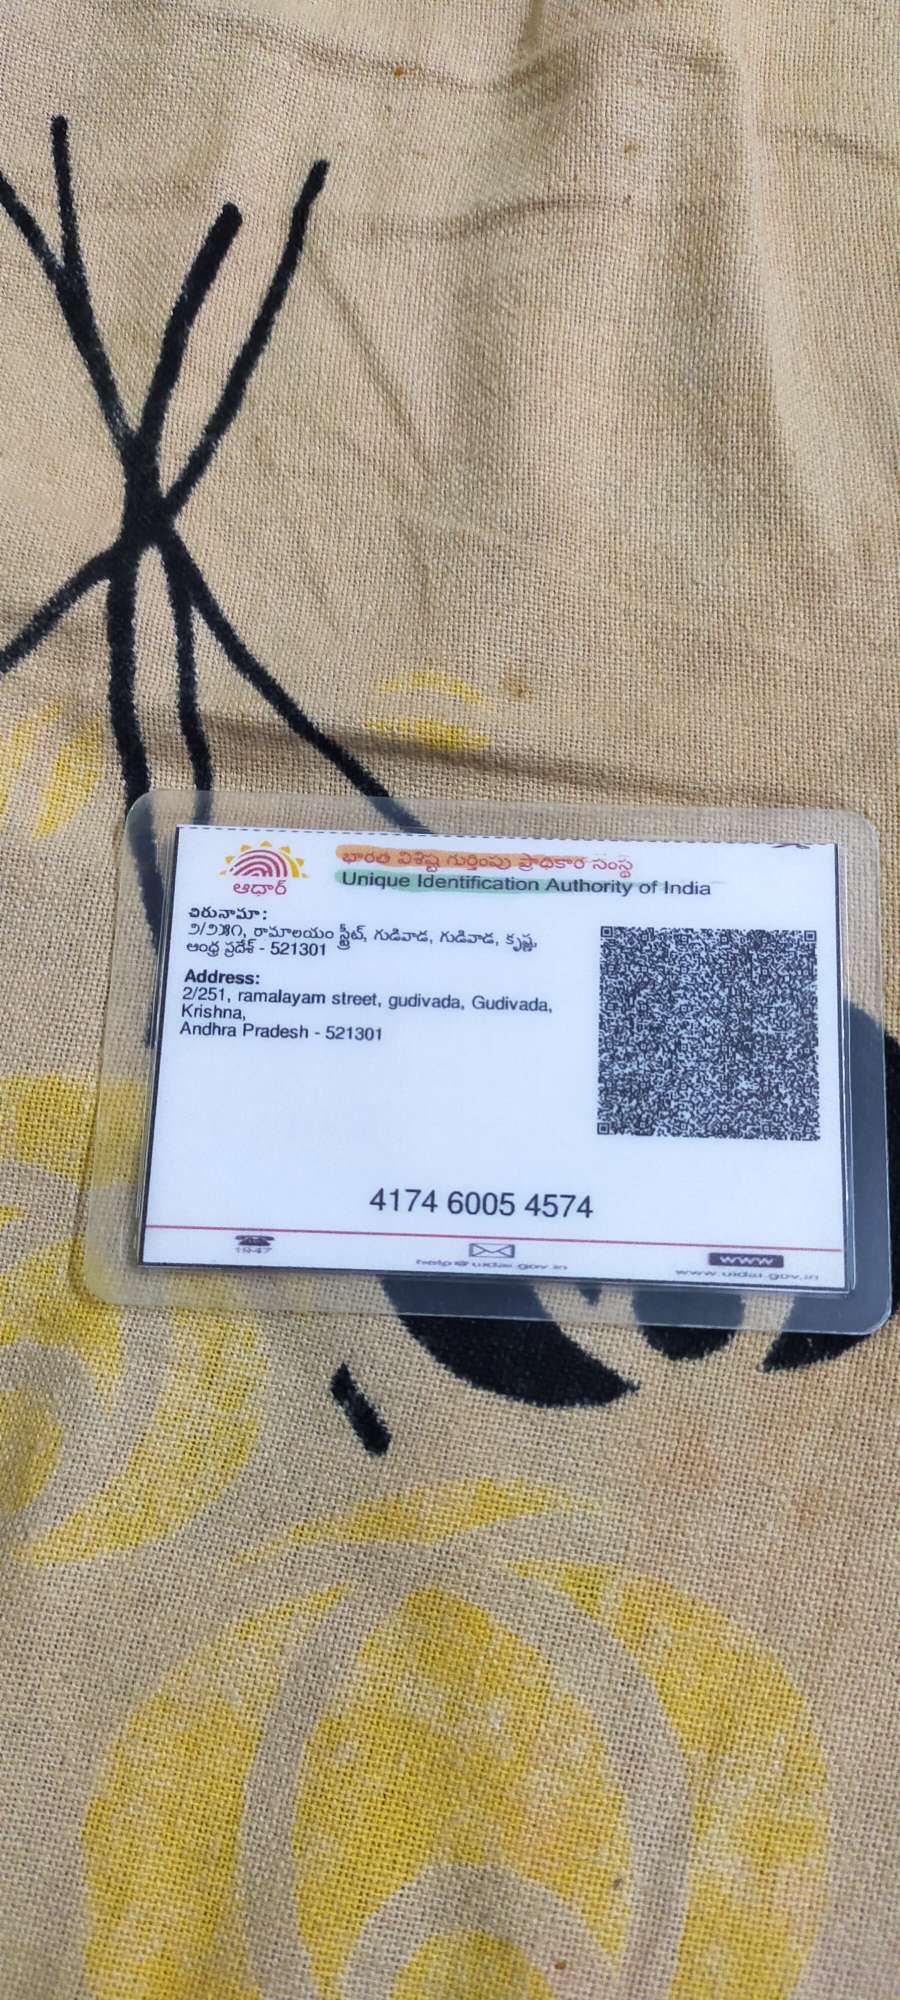 ఆధార్
భారత విశిష్ట గుర్తింపు ప్రాధికార సంస్థ
Unique Identification Authority of India
చిరునామా:
౨/౨౫౧, రామాలయం స్ట్రీట్, గుడివాడ, గుడివాడ, కృష్ణ,
ఆంధ్ర ప్రదేశ్ - 521301
Address:
2/251, ramalayam street, gudivada, Gudivada,
Krishna,
Andhra Pradesh - 521301
4174 6005 4574
1947
help@uidai.gov.in
www
www.uidai.gov.in